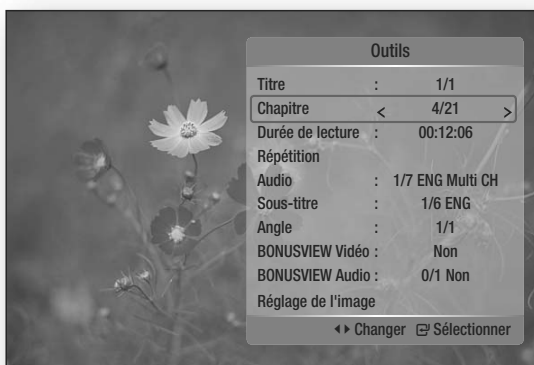 Outils
Titre : 1/1
Chapitre < 4/21 >
Durée de lecture : 00:12:06
Répétition
Audio : 1/7 ENG Multi CH
Sous-titre : 1/6 ENG
Angle : 1/1
BONUSVIEW Vidéo : Non
BONUSVIEW Audio : 0/1 Non
Réglage de l'image
Changer Sélectionner